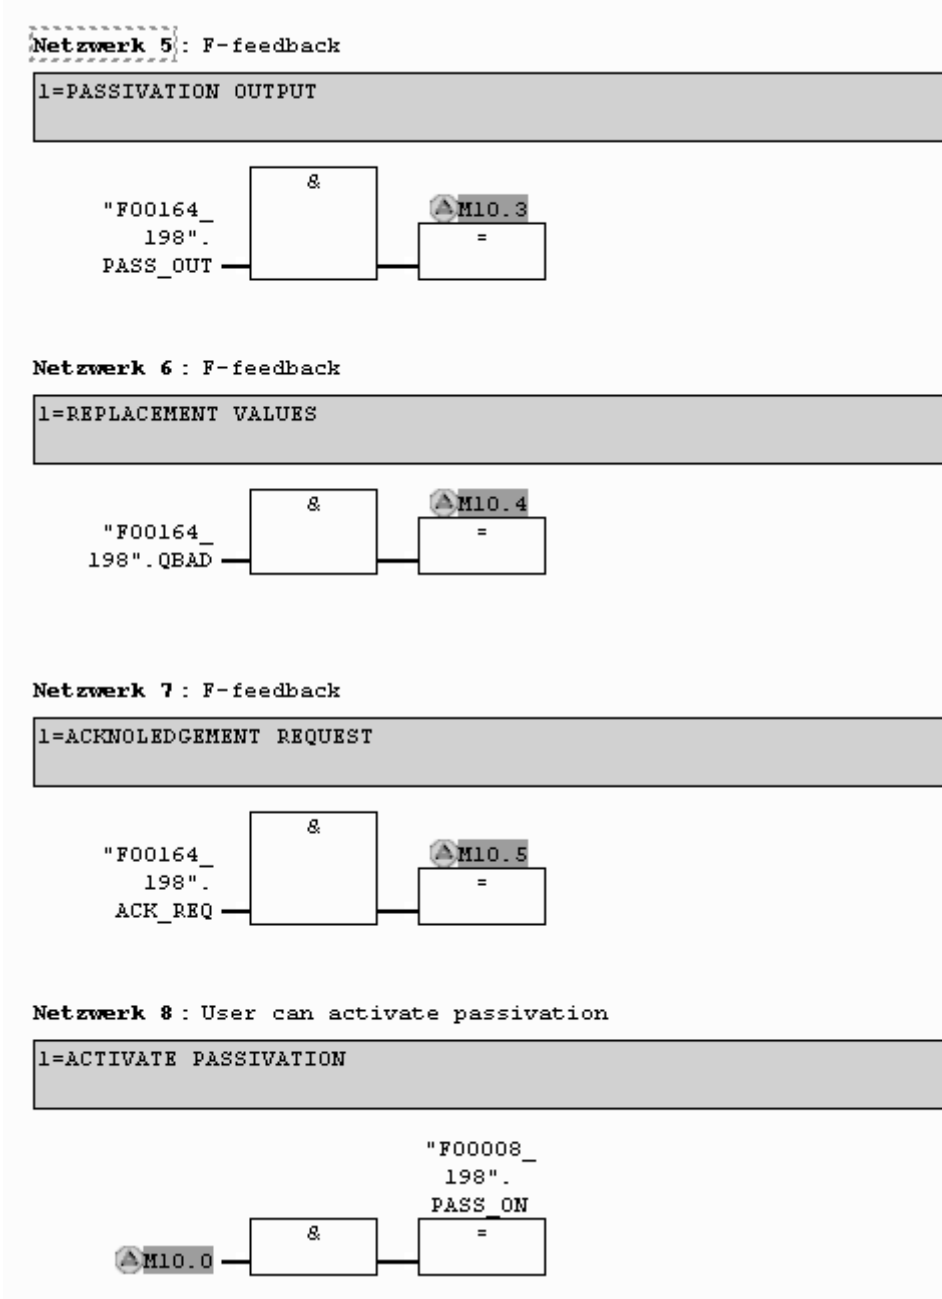 Netzwerk 5: F-feedback
1=PASSIVATION OUTPUT
&
"F00164_
198".
PASS_OUT
M10.3
=
Netzwerk 6: F-feedback
1=REPLACEMENT VALUES
&
"F00164_
198".QBAD
M10.4
=
Netzwerk 7: F-feedback
1=ACKNOLEDGEMENT REQUEST
&
"F00164_
198".
ACK_REQ
M10.5
=
Netzwerk 8: User can activate passivation
1=ACTIVATE PASSIVATION
"F00008_
198".
PASS_ON
M10.0
&
=